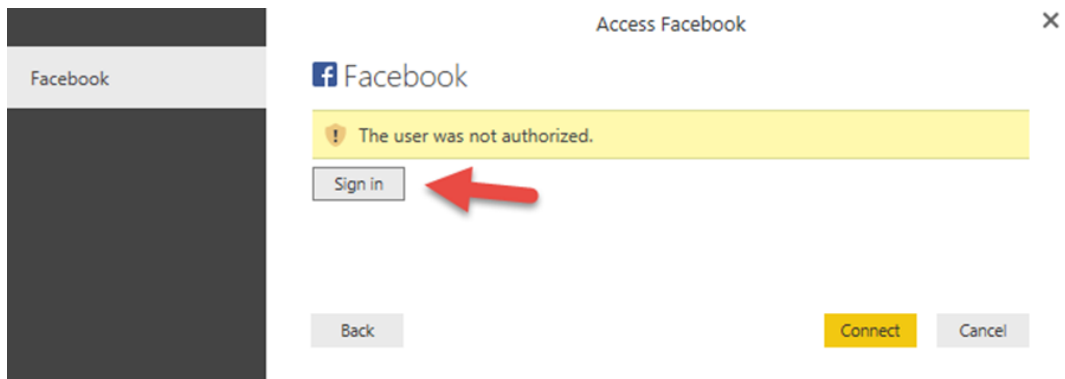 Access Facebook
Facebook
Facebook
The user was not authorized.
Sign in
Back
Connect
Cancel